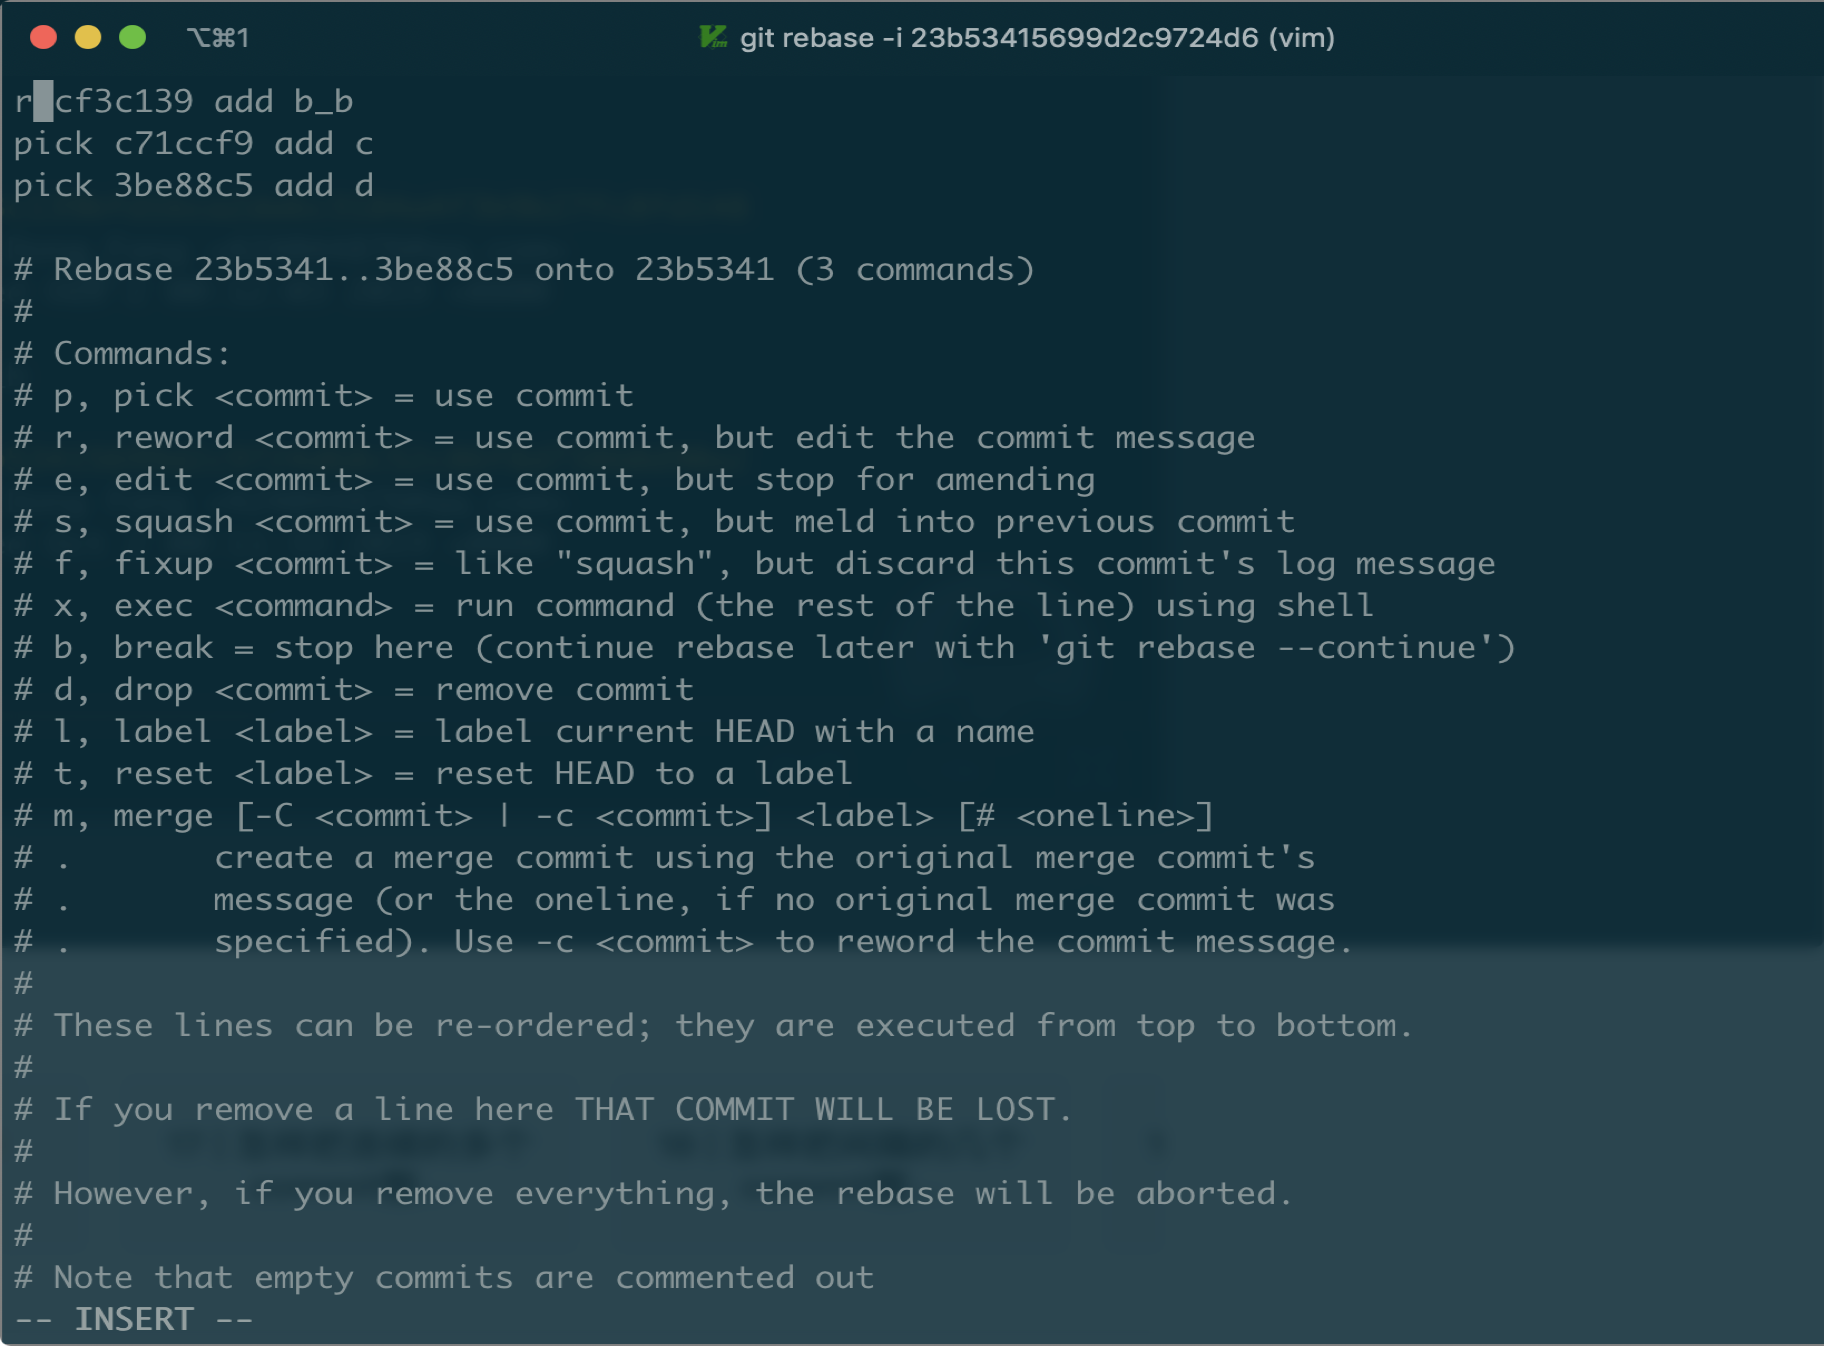 ⌥⌘1
git rebase -i 23b53415699d2c9724d6 (vim)
r cf3c139 add b_b
pick c71ccf9 add c
pick 3be88c5 add d
# Rebase 23b5341..3be88c5 onto 23b5341 (3 commands)
#
# Commands:
# p, pick <commit> = use commit
# r, reword <commit> = use commit, but edit the commit message
# e, edit <commit> = use commit, but stop for amending
# s, squash <commit> = use commit, but meld into previous commit
# f, fixup <commit> = like "squash", but discard this commit's log message
# x, exec <command> = run command (the rest of the line) using shell
# b, break = stop here (continue rebase later with 'git rebase --continue')
# d, drop <commit> = remove commit
# l, label <label> = label current HEAD with a name
# t, reset <label> = reset HEAD to a label
# m, merge [-C <commit> | -c <commit>] <label> [# <oneline>]
# .       create a merge commit using the original merge commit's
# .       message (or the oneline, if no original merge commit was
# .       specified). Use -c <commit> to reword the commit message.
#
# These lines can be re-ordered; they are executed from top to bottom.
#
# If you remove a line here THAT COMMIT WILL BE LOST.
#
# However, if you remove everything, the rebase will be aborted.
#
# Note that empty commits are commented out
-- INSERT --